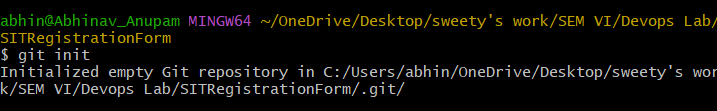 abhin@Abhinav_Anupam MINGW64 ~/OneDrive/Desktop/sweety's work/SEM VI/Devops Lab/
SITRegistrationForm
$ git init
Initialized empty Git repository in C:/Users/abhin/OneDrive/Desktop/sweety's wor
k/SEM VI/Devops Lab/SITRegistrationForm/.git/